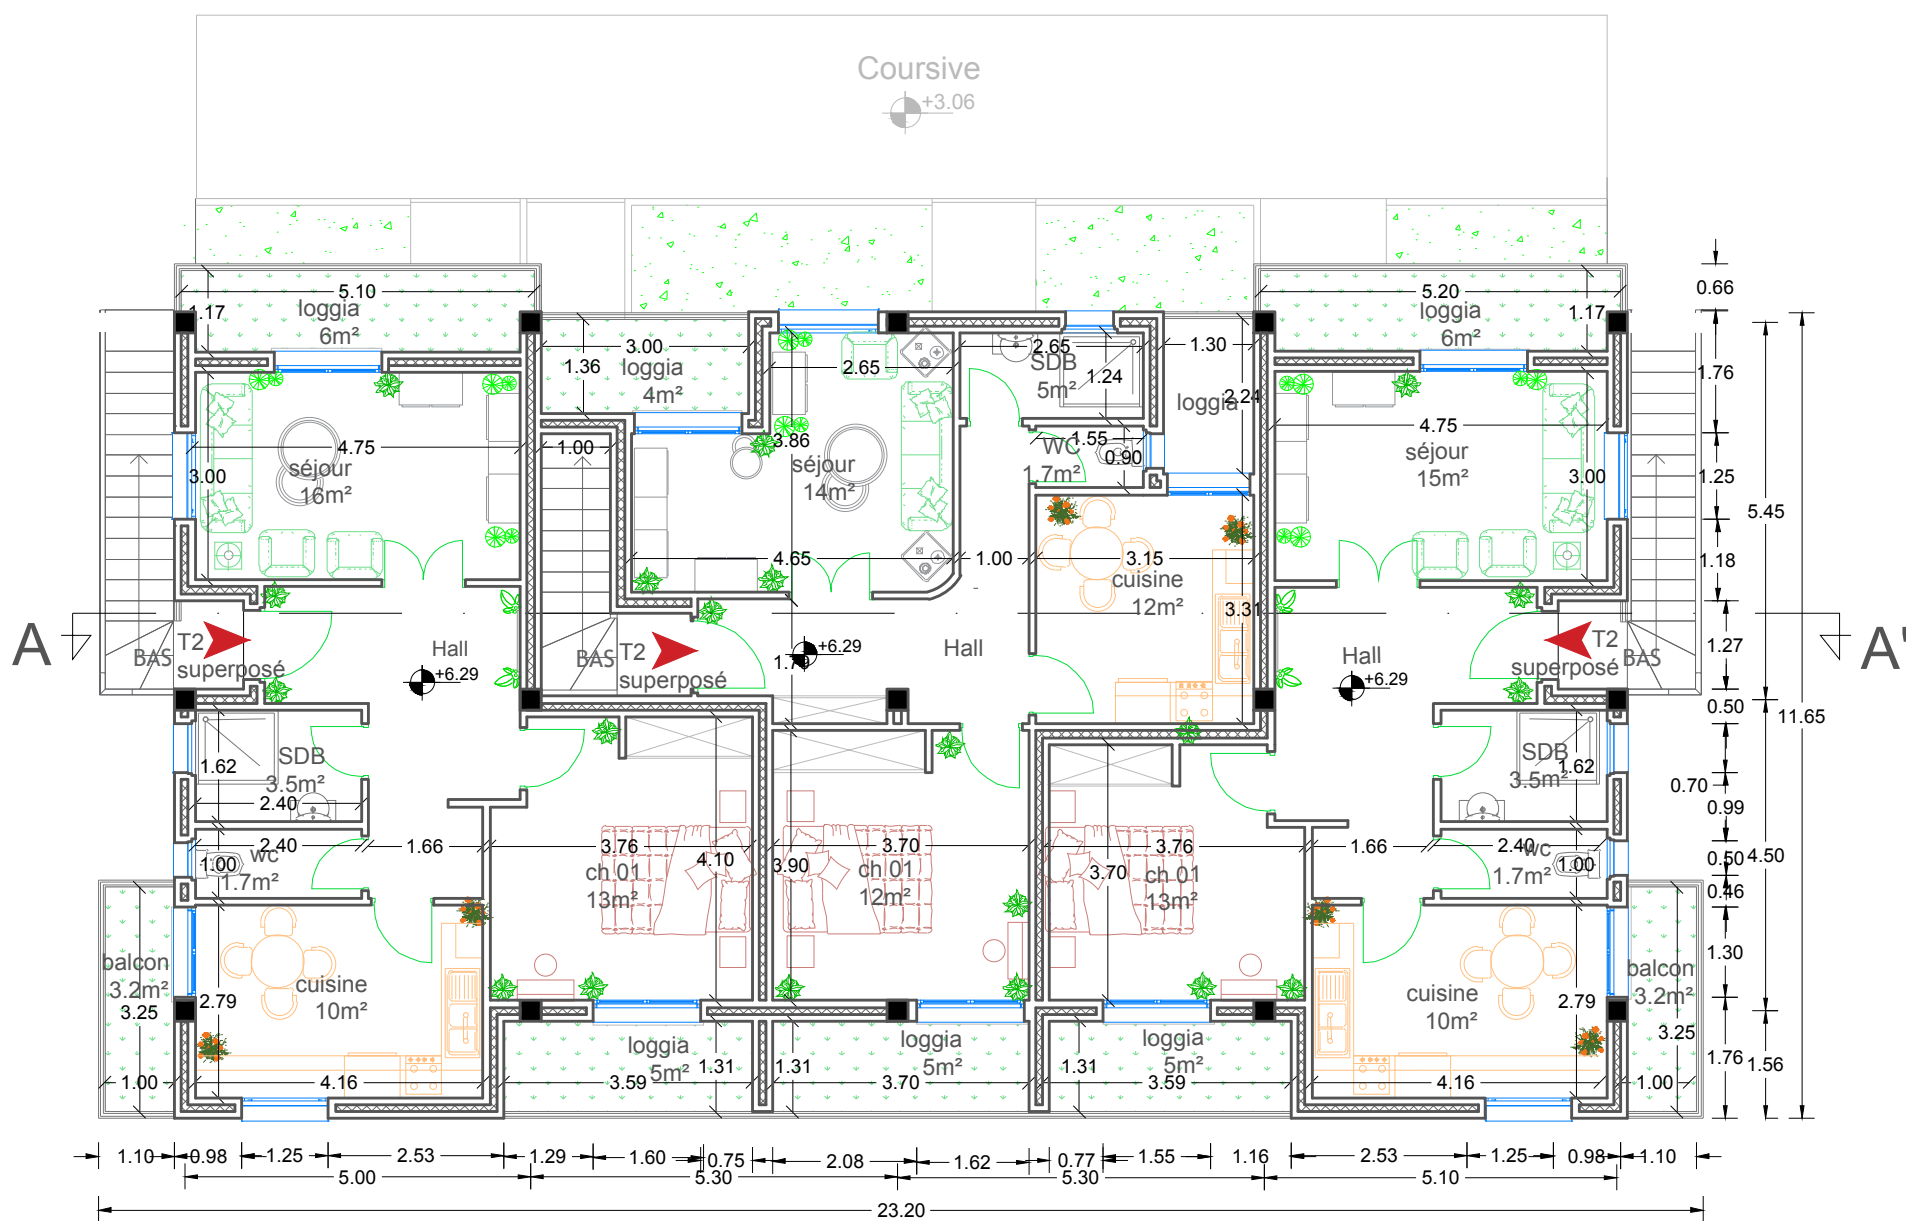 Coursive
+3.06
5.10
loggia
6m²
1.17
3.00
loggia
4m²
1.36
2.65
2.65
SDB
5m²
1.24
1.30
loggia
2.24
5.20
loggia
6m²
1.17
0.66
4.75
séjour
16m²
3.00
1.00
3.86
séjour
14m²
4.65
1.55
WC
1.7m²
0.90
4.75
séjour
15m²
3.00
1.76
1.25
5.45
1.18
1.00
3.15
cuisine
12m²
3.31
A
BAS
T2
superposé
Hall
+6.29
BAS
T2
superposé
+6.29
Hall
Hall
+6.29
T2
superposé
BAS
A'
1.27
0.50
11.65
SDB
3.5m²
1.62
2.40
SDB
3.5m²
1.62
0.70
0.99
2.40
wc
1.7m²
1.00
1.66
3.76
4.10
ch 01
13m²
3.90
3.70
ch 01
12m²
3.70
3.76
ch 01
13m²
1.66
2.40
wc
1.7m²
1.00
0.50
4.50
0.46
balcon
3.2m²
3.25
1.00
2.79
cuisine
10m²
4.16
loggia
5m²
1.31
3.59
1.31
loggia
5m²
3.70
1.31
loggia
5m²
3.59
cuisine
10m²
2.79
4.16
balcon
3.2m²
3.25
1.00
1.30
1.76
1.56
1.10
0.98
1.25
2.53
1.29
1.60
0.75
2.08
1.62
0.77
1.55
1.16
2.53
1.25
0.98
1.10
5.00
5.30
5.30
5.10
23.20